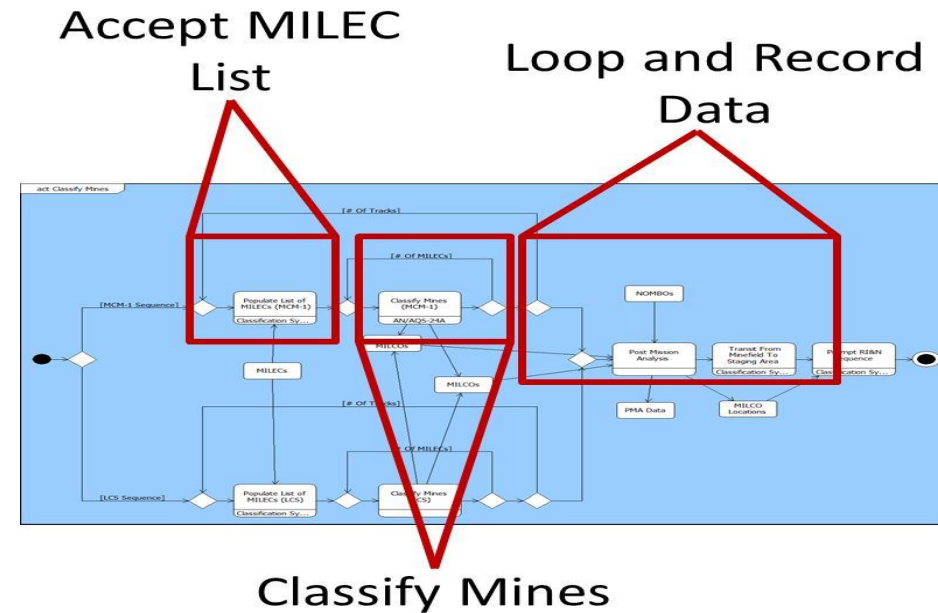 Accept MILEC
List
Loop and Record
Data
act Classify Mines
[# Of Tracks]
[# Of MILECs]
[MCM-1 Sequence]
Populate List of
MILECs (MCM-1)
Classification Sy...
Classify Mines
(MCM-1)
AN/AQS-24A
NOMBOs
MILCOs
MILECs
MILCOs
Post Mission
Analysis
Transit From
Minefield To
Staging Area
Classification Sy...
Prompt RI&N
Sequence
Classification Sy...
PMA Data
MILCO
Locations
[# Of Tracks]
Of MILECs]
[LCS Sequence]
Populate List of
MILECs (LCS)
Classification Sy...
Classify Mines
Classify Mines